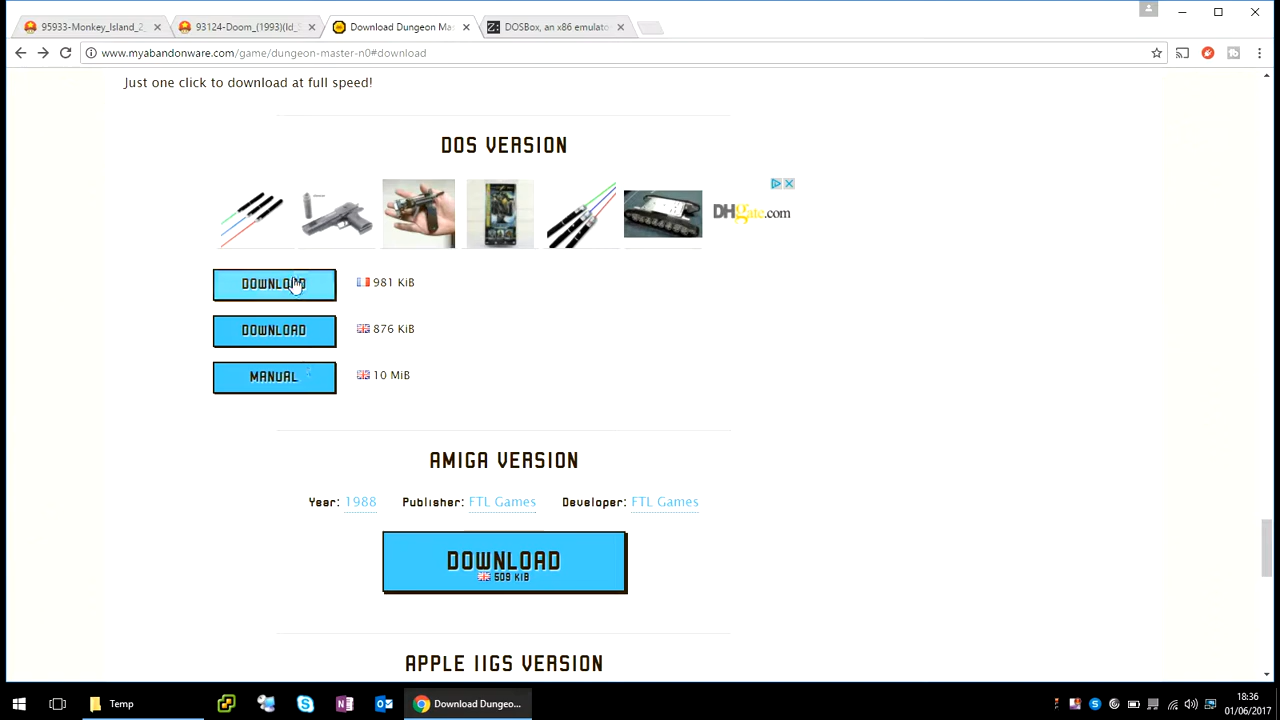 95933-Monkey_Island_2_
93124-Doom_(1993)(Id_S
Download Dungeon Mas
DOSBox, an x86 emulato
www.myabandonware.com/game/dungeon-master-n0#download
Just one click to download at full speed!
DOS VERSION
DHgate.com
DOWNLOAD
981 KiB
DOWNLOAD
876 KiB
MANUAL
10 MiB
AMIGA VERSION
Year: 1988 Publisher: FTL Games Developer: FTL Games
DOWNLOAD
509 KiB
APPLE IIGS VERSION
Temp
Download Dungeo...
18:36
01/06/2017